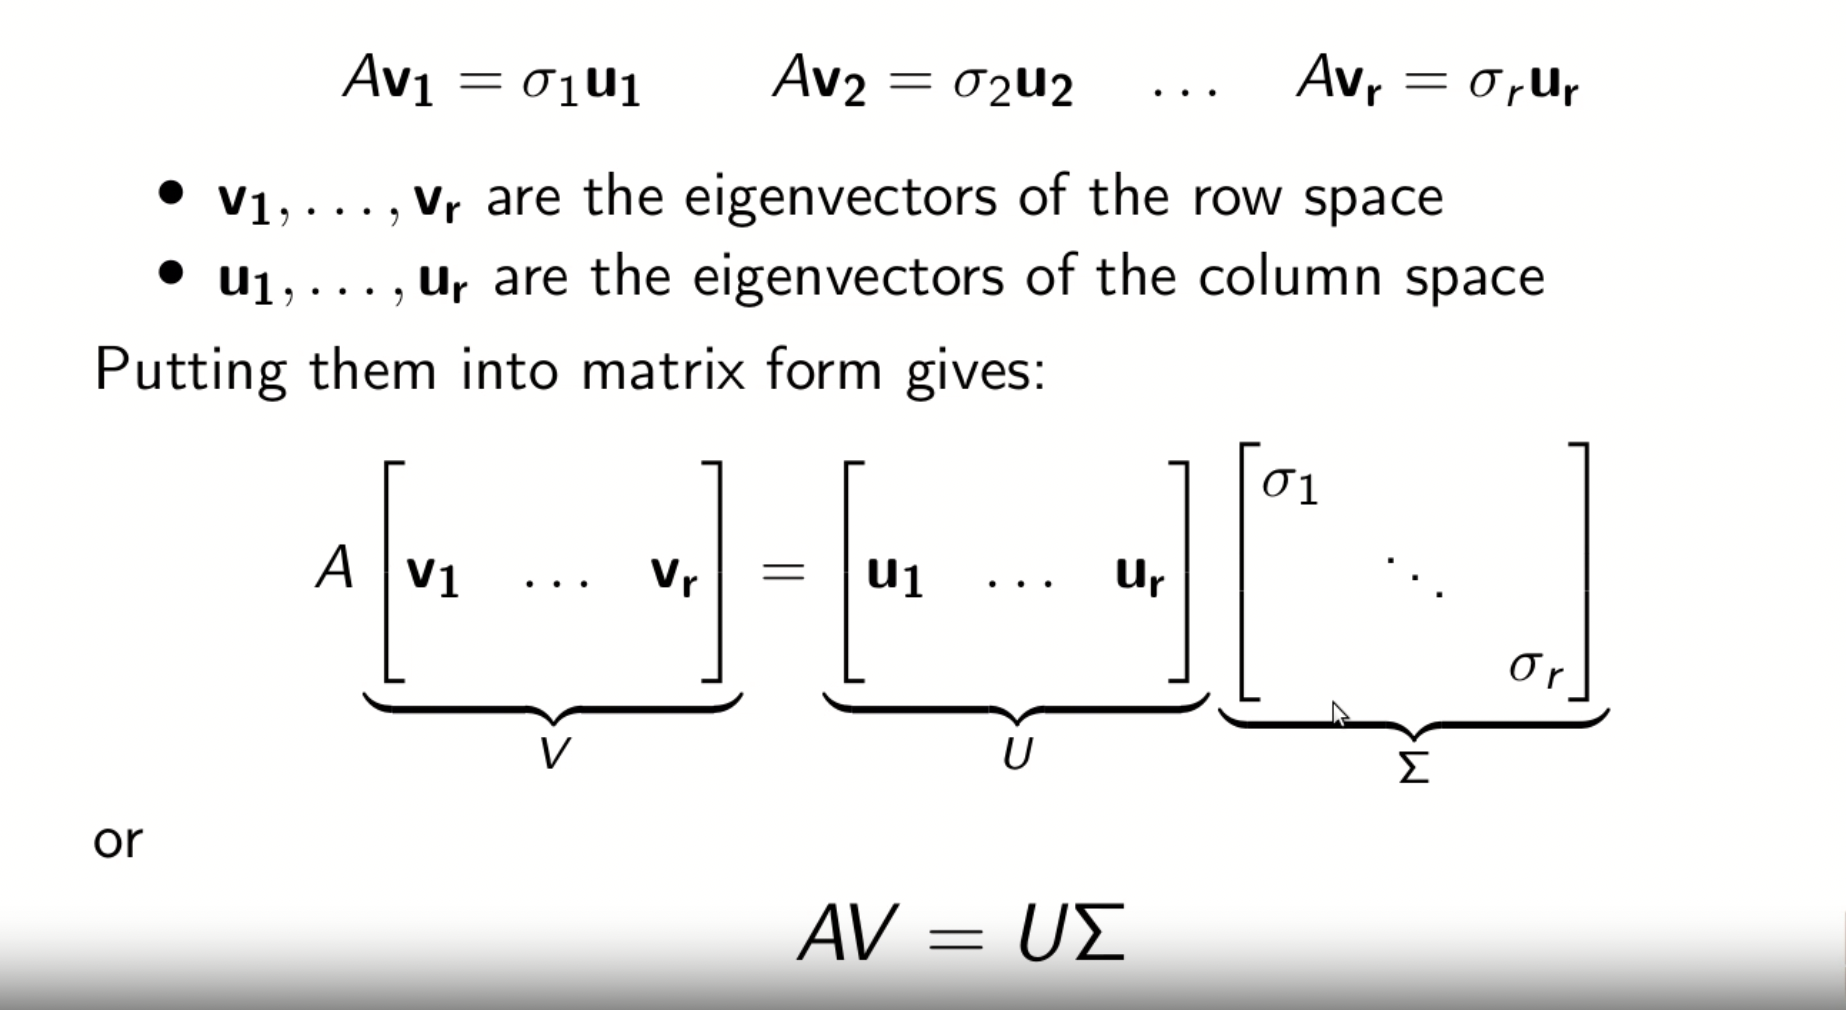 Av₁ = σ₁u₁ Av₂ = σ₂u₂ ... Avᵣ = σᵣuᵣ
• v₁, ..., vᵣ are the eigenvectors of the row space
• u₁, ..., uᵣ are the eigenvectors of the column space
Putting them into matrix form gives:
A [v₁ ... vᵣ] = [u₁ ... uᵣ] [σ₁ ⋱ σᵣ]
V U Σ
or
AV = UΣ